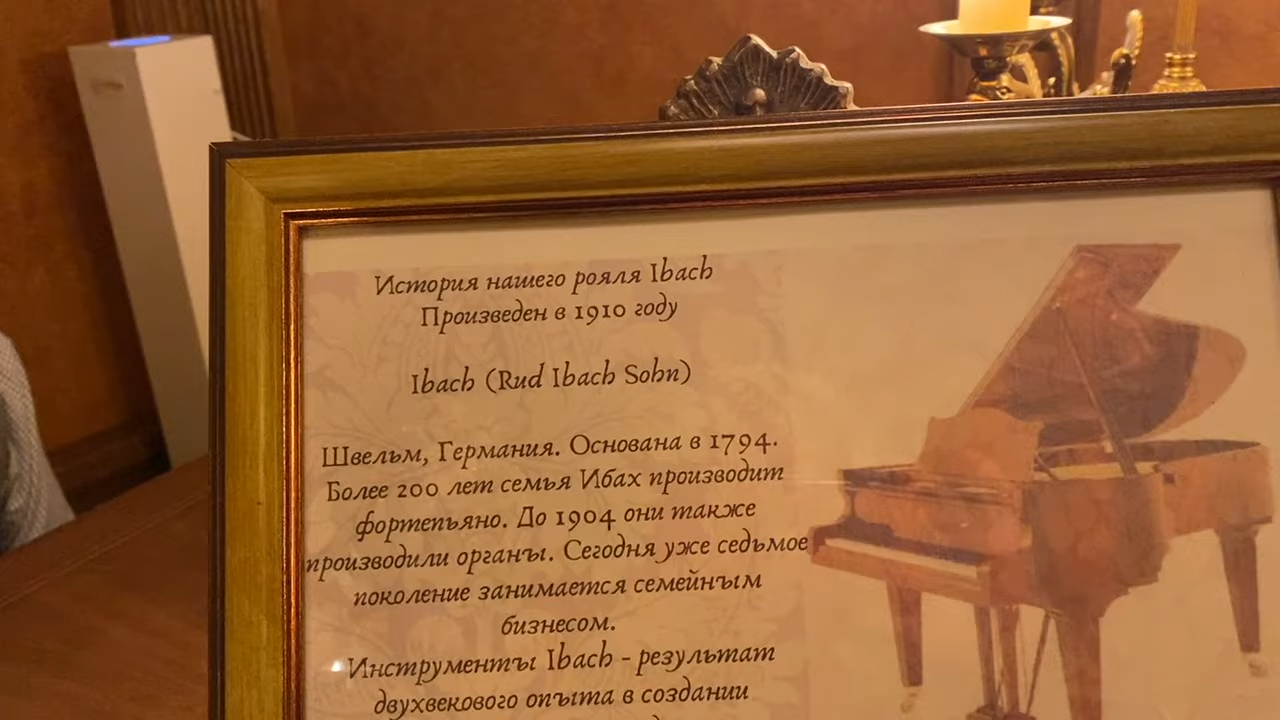 История нашего рояля Ibach
Произведен в 1910 году
Ibach (Rud Ibach Sohn)
Швельм, Германия. Основана в 1794.
Более 200 лет семья Ибах производит
фортепьяно. До 1904 они также
производили органы. Сегодня уже седьмое
поколение занимается семейным
бизнесом.
Инструменты Ibach - результат
двухвекового опыта в создании